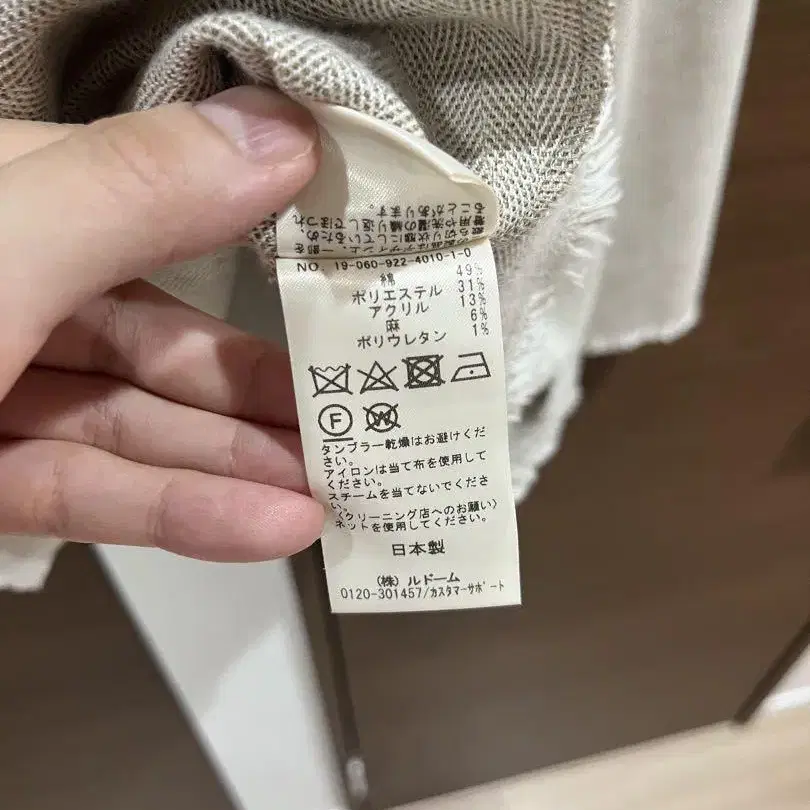 NO. 19-060-922-4010-1-0
綿 49%
ポリエステル 31%
アクリル 13%
麻 6%
ポリウレタン 1%
F W
タンブラー乾燥はお避けくだ
さい。
アイロンは当て布を使用して
ください。
スチームを当てないでくださ
い。
〈クリーニング店へのお願い〉
ネットを使用してください。
日本製
(株) ルドーム
0120-301457/カスタマーサポート